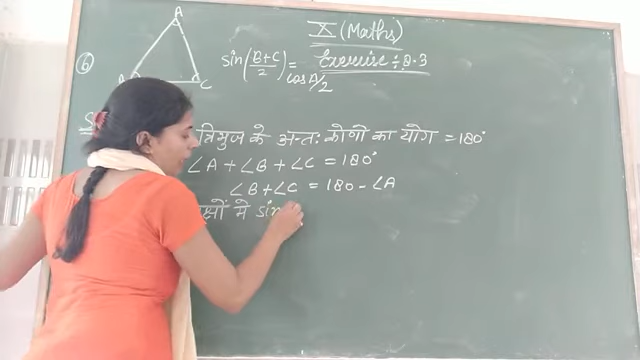 X (Maths)
Exercise : 8.3
6
A
C
sin(B+C/2) = cos A/2
त्रिभुज के अन्तः कोणों का योग = 180°
∠A + ∠B + ∠C = 180°
∠B + ∠C = 180 - ∠A
में sin